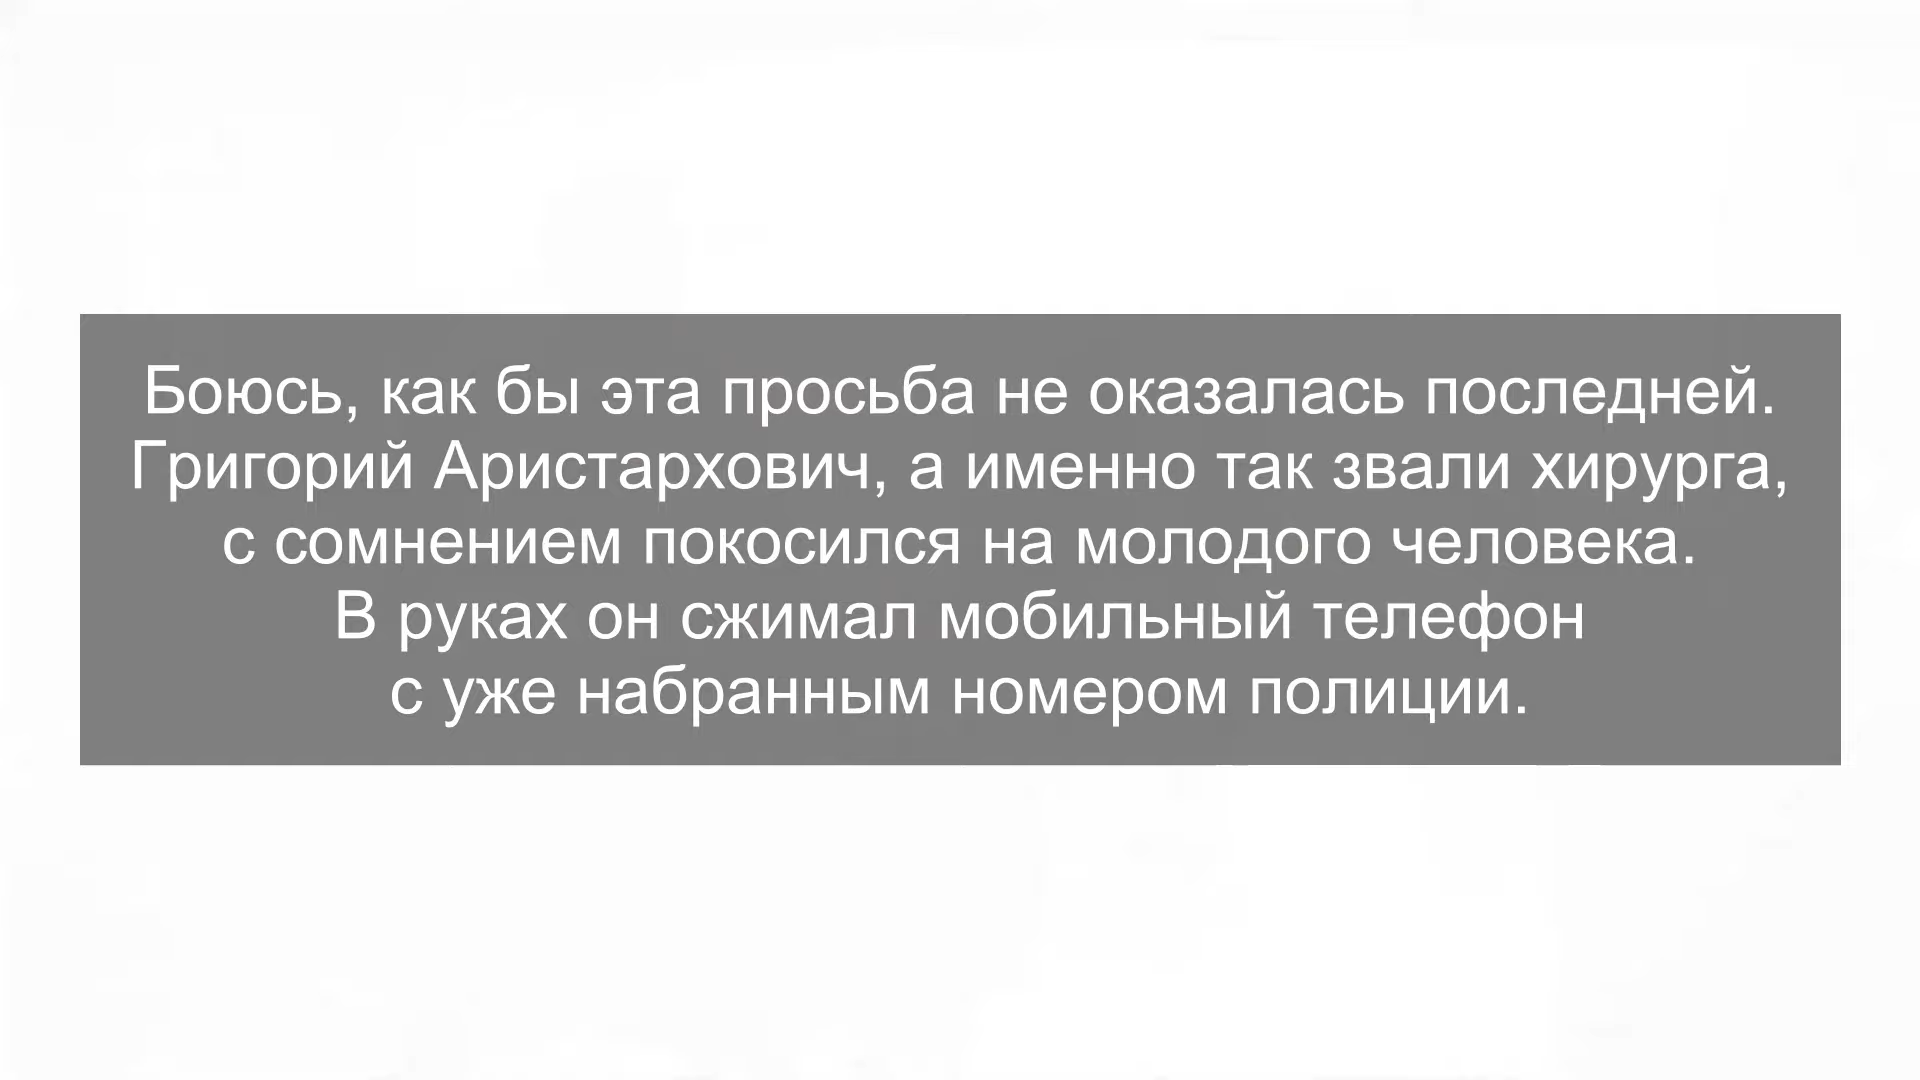 Боюсь, как бы эта просьба не оказалась последней.
Григорий Аристархович, а именно так звали хирурга,
с сомнением покосился на молодого человека.
В руках он сжимал мобильный телефон
с уже набранным номером полиции.